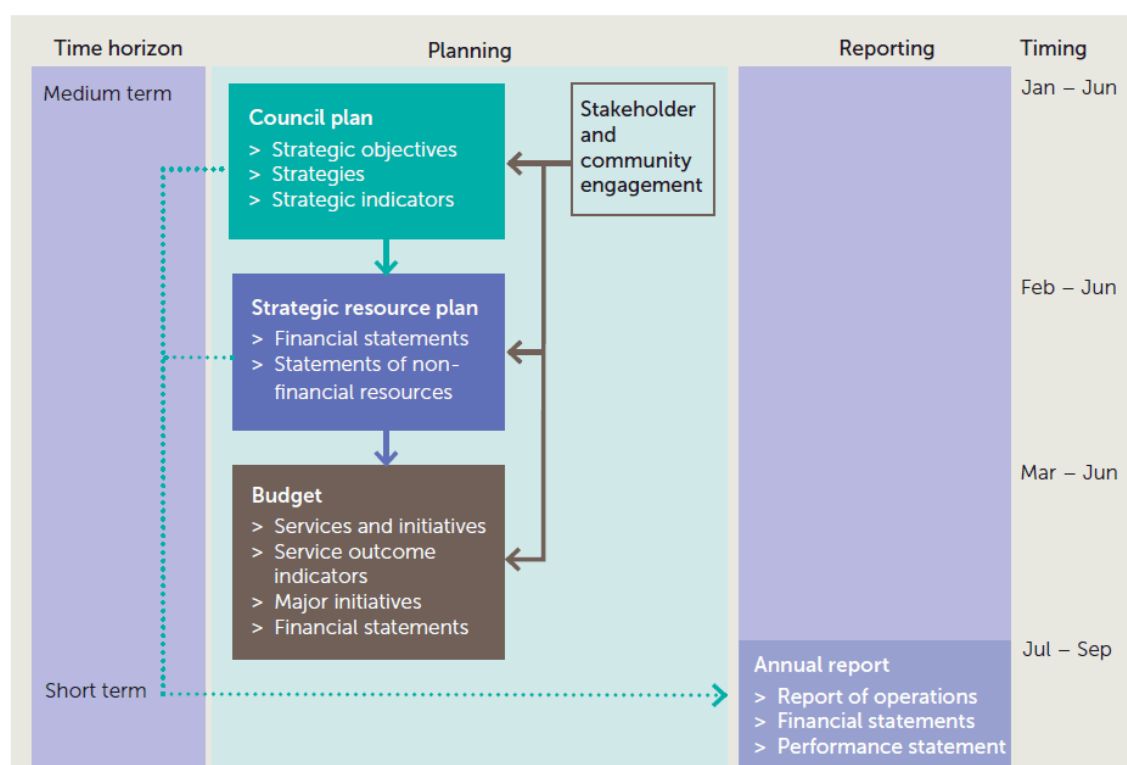 Time horizon
Planning
Reporting
Timing
Medium term
Jan – Jun
Council plan
> Strategic objectives
> Strategies
> Strategic indicators
Stakeholder
and
community
engagement
Feb – Jun
Strategic resource plan
> Financial statements
> Statements of non-
financial resources
Mar – Jun
Budget
> Services and initiatives
> Service outcome
indicators
> Major initiatives
> Financial statements
Short term
Jul – Sep
Annual report
> Report of operations
> Financial statements
> Performance statement